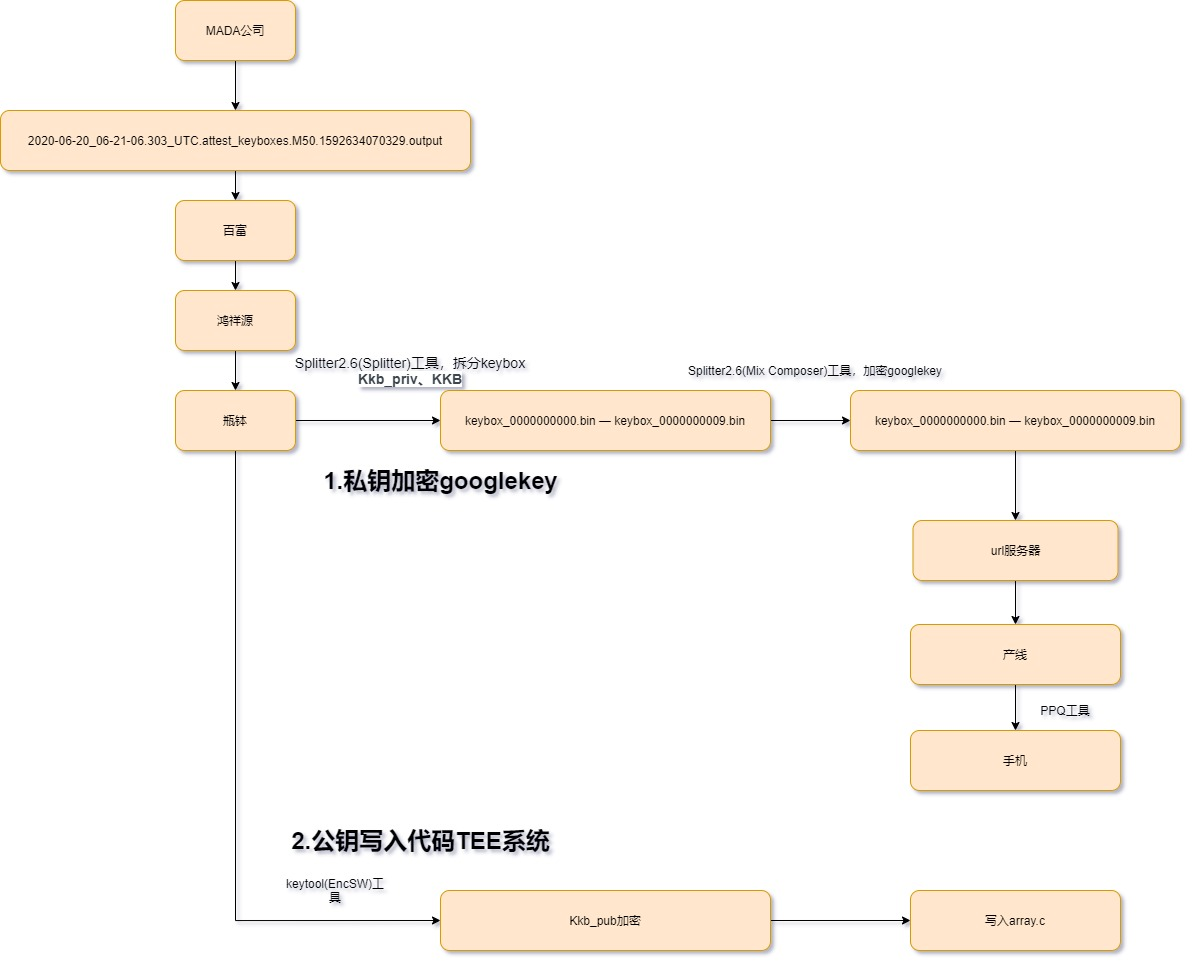 MADA公司
2020-06-20_06-21-06.303_UTC.attest_keyboxes.M50.1592634070329.output
百富
鸿祥源
Splitter2.6(Splitter)工具，拆分keybox
Kkb_priv、KKB
Splitter2.6(Mix Composer)工具，加密googlekey
瓶钵
keybox_0000000000.bin — keybox_0000000009.bin
keybox_0000000000.bin — keybox_0000000009.bin
1.私钥加密googlekey
url服务器
产线
PPQ工具
手机
2.公钥写入代码TEE系统
keytool(EncSW)工
具
Kkb_pub加密
写入array.c